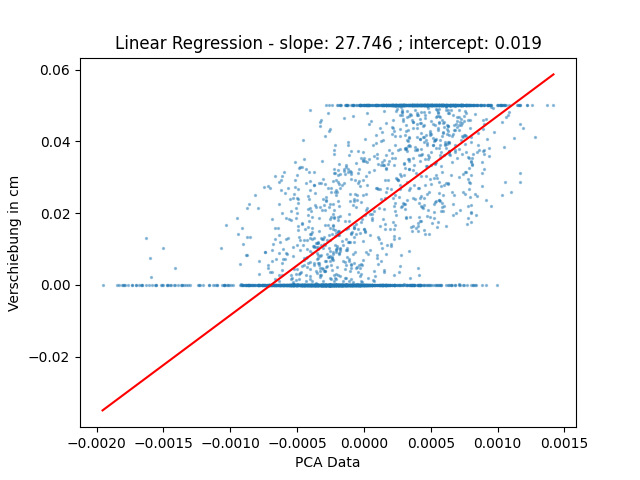 Linear Regression - slope: 27.746 ; intercept: 0.019
0.06
0.04
0.02
0.00
−0.02
Verschiebung in cm
−0.0020 −0.0015 −0.0010 −0.0005 0.0000 0.0005 0.0010 0.0015
PCA Data